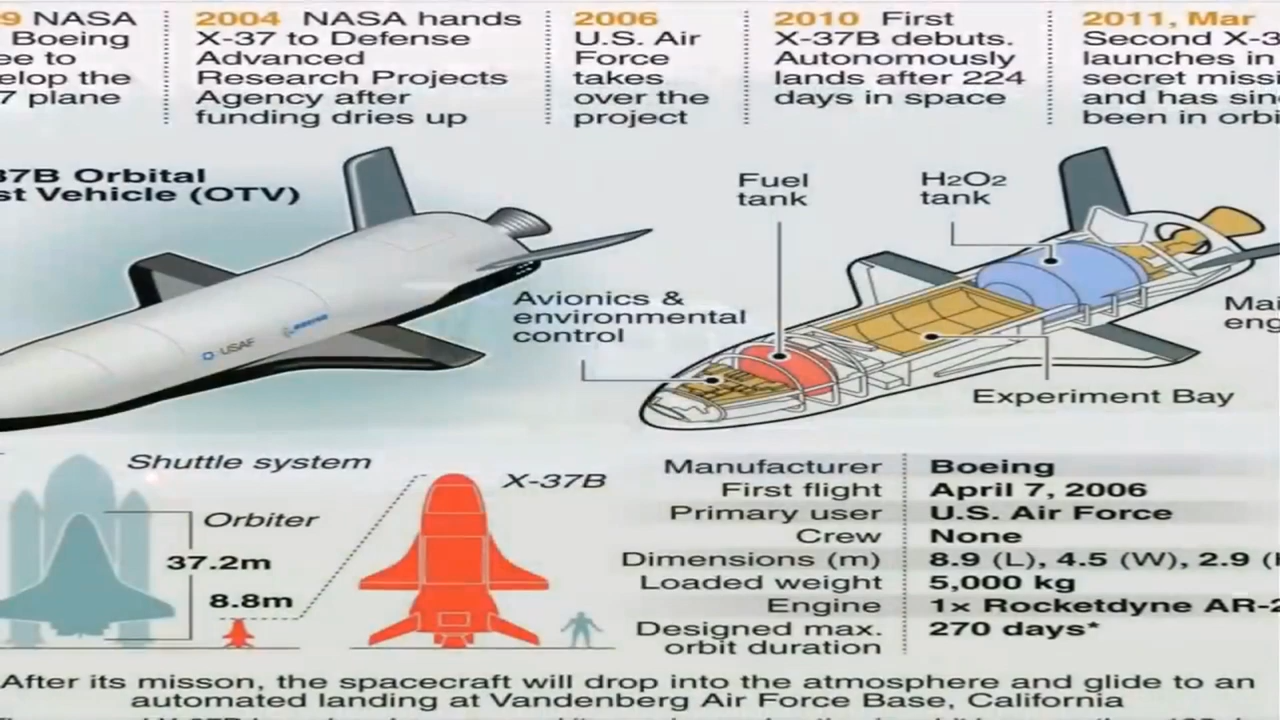 9 NASA
Boeing
ee to
elop the
7 plane
2004 NASA hands
X-37 to Defense
Advanced
Research Projects
Agency after
funding dries up
2006
U.S. Air
Force
takes
over the
project
2010 First
X-37B debuts.
Autonomously
lands after 224
days in space
2011, Mar
Second X-3
launches in
secret missi
and has sin
been in orbi
37B Orbital
st Vehicle (OTV)
USAF
BOEING
Fuel
tank
H2O2
tank
Avionics &
environmental
control
Mai
eng
Experiment Bay
Shuttle system
Orbiter
37.2m
8.8m
X-37B
Manufacturer Boeing
First flight April 7, 2006
Primary user U.S. Air Force
Crew None
Dimensions (m) 8.9 (L), 4.5 (W), 2.9 (
Loaded weight 5,000 kg
Engine 1x Rocketdyne AR-2
Designed max. 270 days*
orbit duration
After its misson, the spacecraft will drop into the atmosphere and glide to an
automated landing at Vandenberg Air Force Base, California